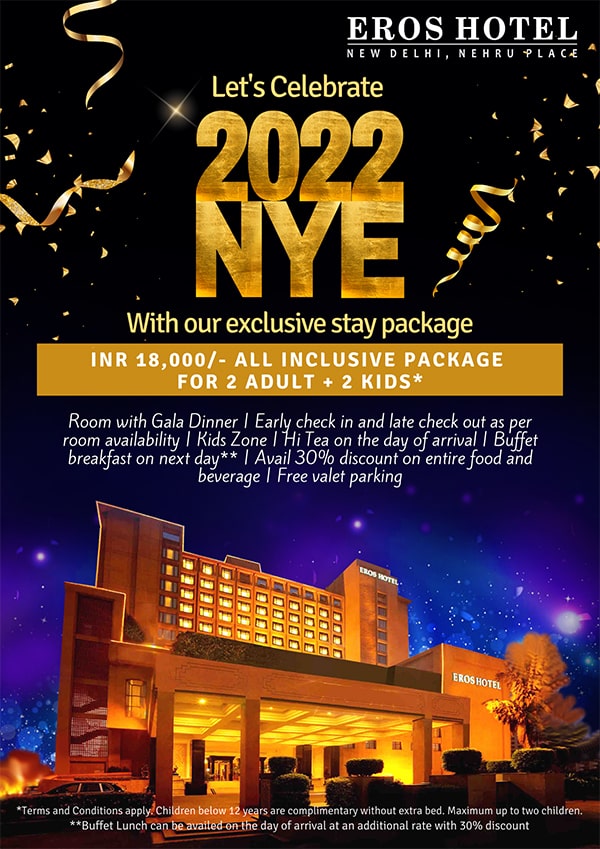 EROS HOTEL
NEW DELHI, NEHRU PLACE
Let's Celebrate
2022
NYE
With our exclusive stay package
INR 18,000/- ALL INCLUSIVE PACKAGE
FOR 2 ADULT + 2 KIDS*
Room with Gala Dinner | Early check in and late check out as per
room availability | Kids Zone | Hi Tea on the day of arrival | Buffet
breakfast on next day** | Avail 30% discount on entire food and
beverage | Free valet parking
EROS HOTEL
EROS HOTEL
*Terms and Conditions apply. Children below 12 years are complimentary without extra bed. Maximum up to two children.
**Buffet Lunch can be availed on the day of arrival at an additional rate with 30% discount